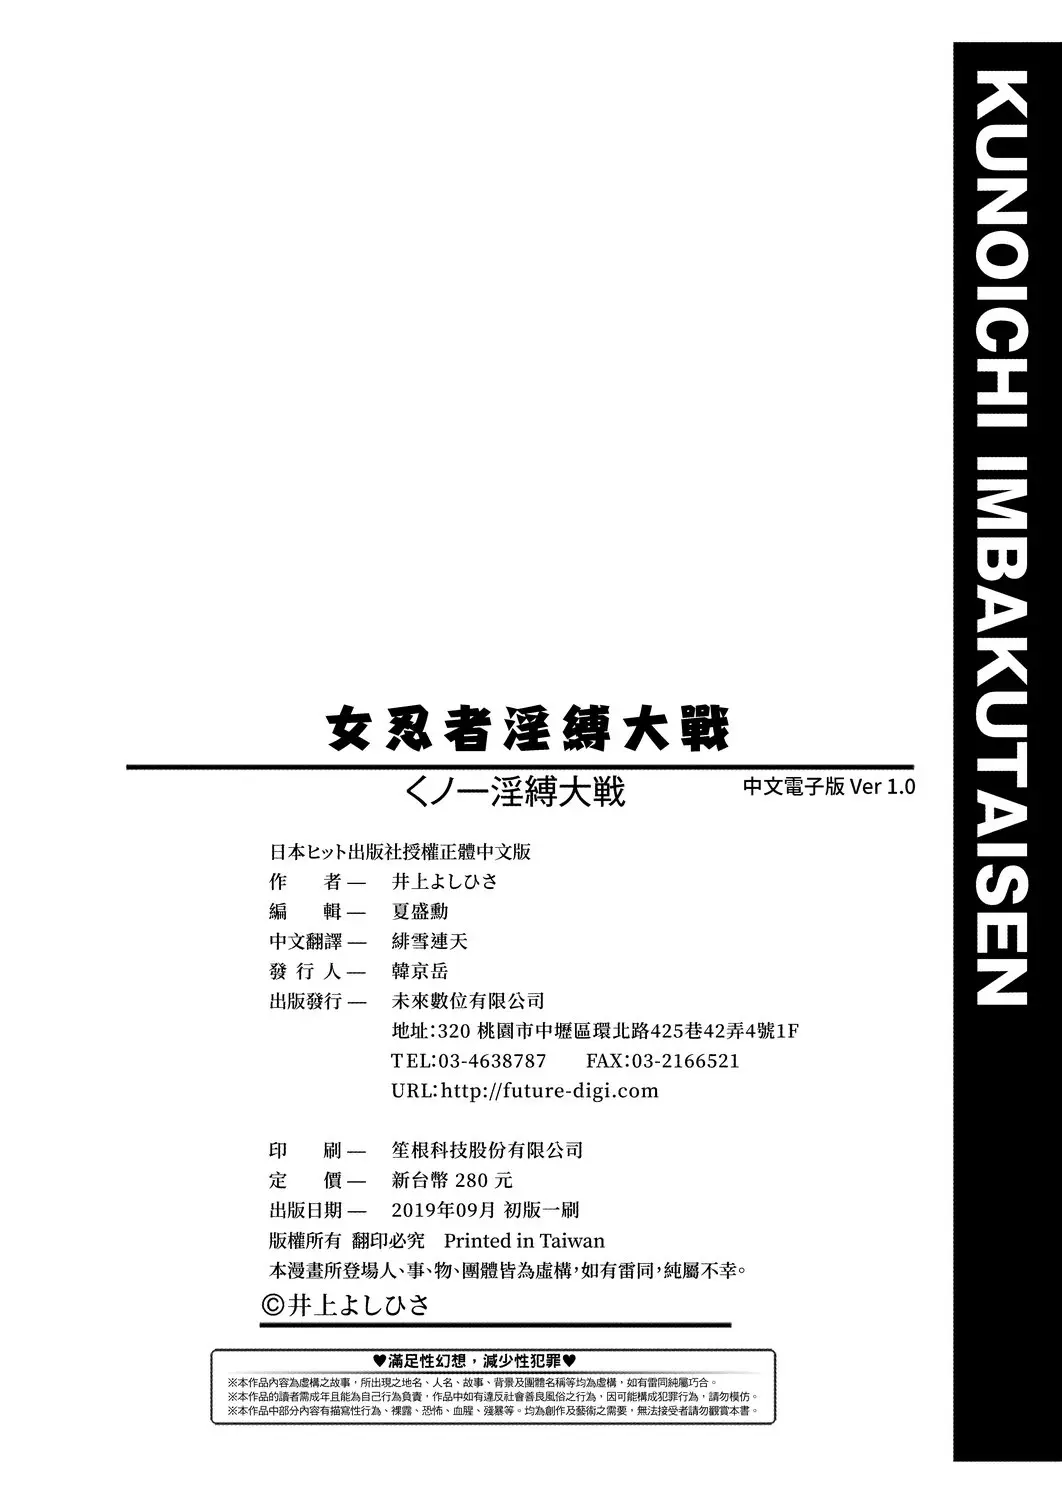 KUNOICHI IMBAKUTAISEN
女忍者淫縛大戰
くノ一淫縛大戦
中文電子版 Ver 1.0
日本ヒット出版社授權正體中文版
作　者— 井上よしひさ
編　輯— 夏盛勳
中文翻譯— 緋雪連天
發 行 人— 韓京岳
出版發行— 未來數位有限公司
地址:320 桃園市中壢區環北路425巷42弄4號1F
TEL:03-4638787　FAX:03-2166521
URL:http://future-digi.com
印　刷— 笙根科技股份有限公司
定　價— 新台幣 280 元
出版日期— 2019年09月 初版一刷
版權所有 翻印必究　Printed in Taiwan
本漫畫所登場人、事、物、團體皆為虛構,如有雷同,純屬不幸。
©井上よしひさ
♥滿足性幻想，減少性犯罪♥
※本作品內容為虛構之故事，所出現之地名、人名、故事、背景及團體名稱等均為虛構，如有雷同純屬巧合。
※本作品的讀者需成年且能為自己行為負責，作品中如有違反社會善良風俗之行為，因可能構成犯罪行為，請勿模仿。
※本作品中部分內容有描寫性行為、裸露、恐怖、血腥、殘暴等。均為創作及藝術之需要，無法接受者請勿觀賞本書。